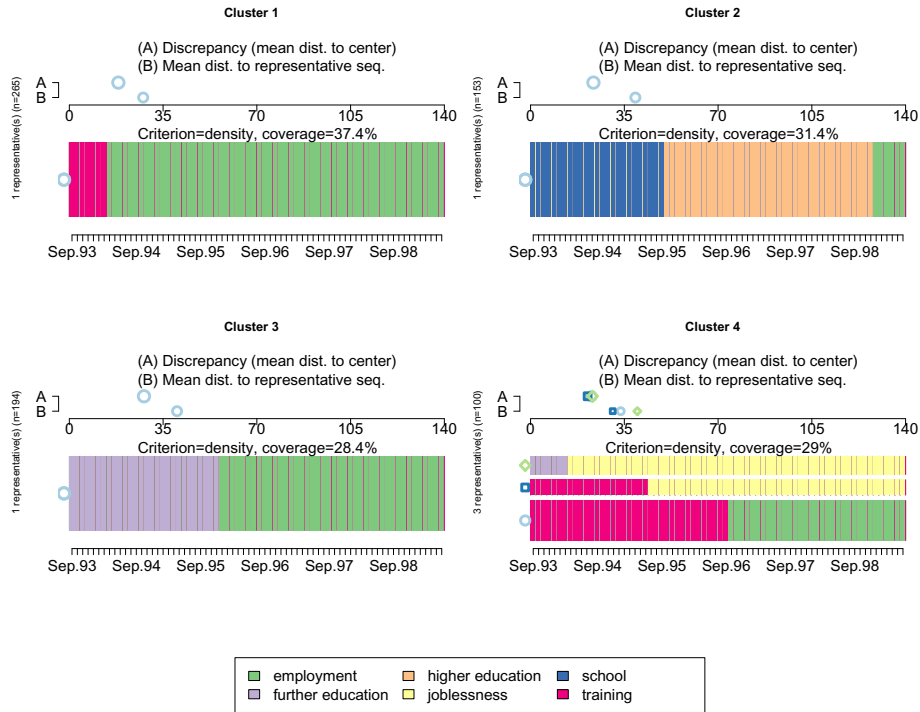 Cluster 1
(A) Discrepancy (mean dist. to center)
(B) Mean dist. to representative seq.
A
B
0 35 70 105 140
Criterion=density, coverage=37.4%
1 representative(s) (n=265)
Sep.93 Sep.94 Sep.95 Sep.96 Sep.97 Sep.98
Cluster 2
(A) Discrepancy (mean dist. to center)
(B) Mean dist. to representative seq.
A
B
0 35 70 105 140
Criterion=density, coverage=31.4%
1 representative(s) (n=153)
Sep.93 Sep.94 Sep.95 Sep.96 Sep.97 Sep.98
Cluster 3
(A) Discrepancy (mean dist. to center)
(B) Mean dist. to representative seq.
A
B
0 35 70 105 140
Criterion=density, coverage=28.4%
1 representative(s) (n=194)
Sep.93 Sep.94 Sep.95 Sep.96 Sep.97 Sep.98
Cluster 4
(A) Discrepancy (mean dist. to center)
(B) Mean dist. to representative seq.
A
B
0 35 70 105 140
Criterion=density, coverage=29%
3 representative(s) (n=100)
Sep.93 Sep.94 Sep.95 Sep.96 Sep.97 Sep.98
employment higher education school
further education joblessness training